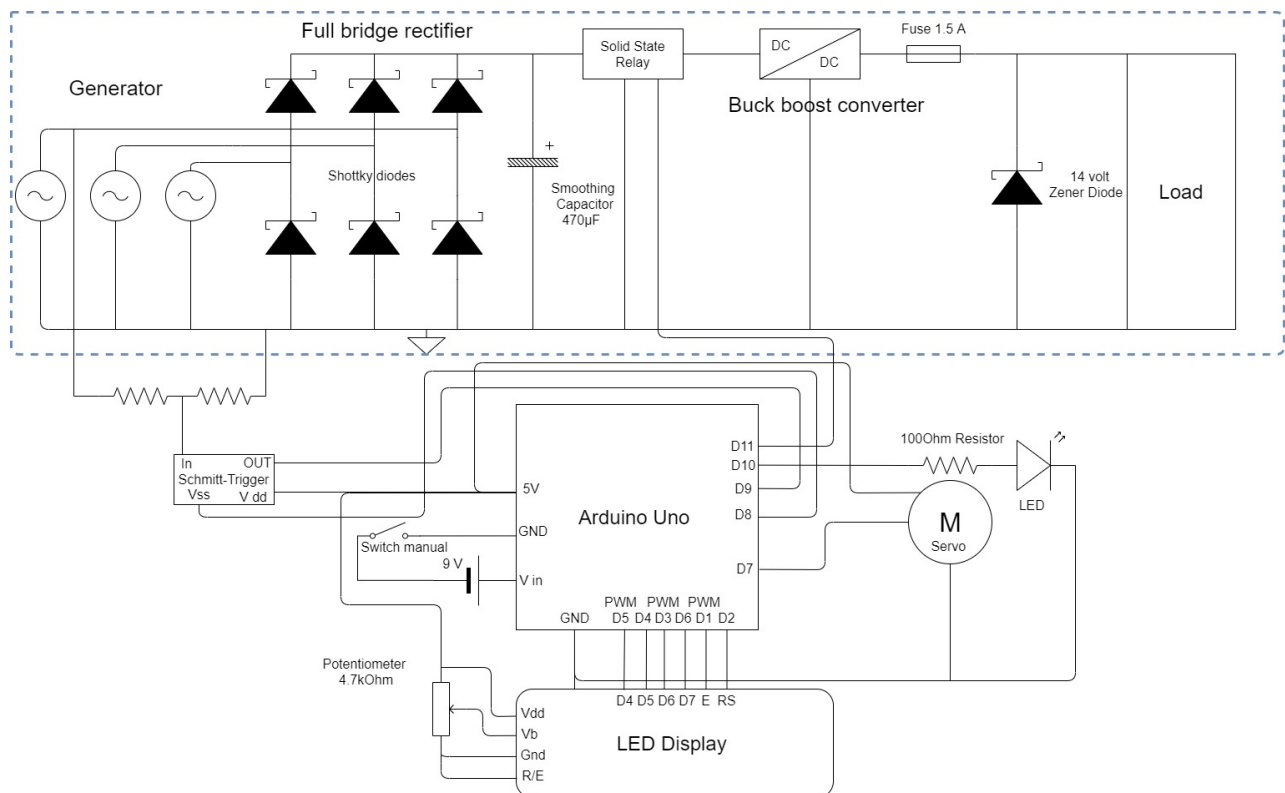 Full bridge rectifier
Generator
Shottky diodes
+
Smoothing
Capacitor
470µF
Solid State
Relay
DC
DC
Buck boost converter
Fuse 1.5 A
14 volt
Zener Diode
Load
In
OUT
Schmitt-Trigger
Vss
V dd
5V
GND
Switch manual
9 V
V in
Arduino Uno
D11
D10
D9
D8
D7
100Ohm Resistor
LED
M
Servo
PWM PWM PWM
GND
D5 D4 D3 D6 D1 D2
Potentiometer
4.7kOhm
D4 D5 D6 D7 E RS
Vdd
Vb
Gnd
R/E
LED Display